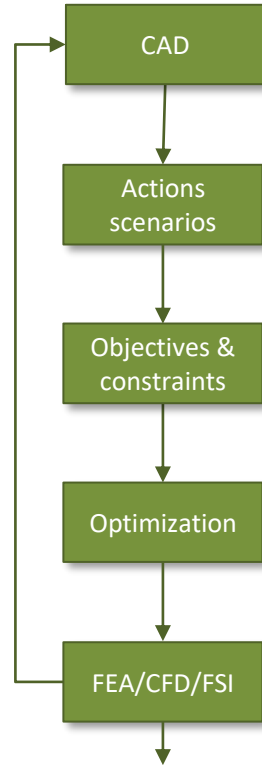 CAD
Actions
scenarios
Objectives &
constraints
Optimization
FEA/CFD/FSI